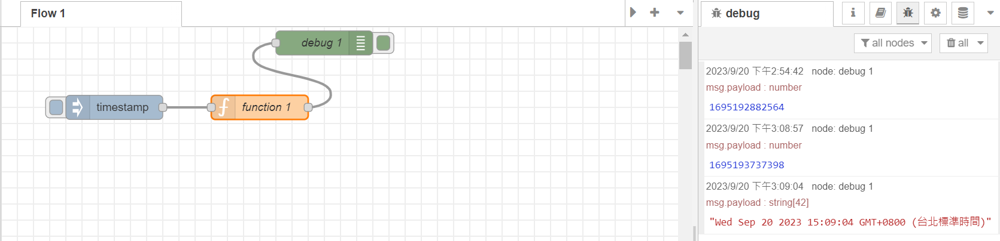 Flow 1
debug
all nodes
all
debug 1
timestamp
function 1
2023/9/20 下午2:54:42 node: debug 1
msg.payload : number
1695192882564
2023/9/20 下午3:08:57 node: debug 1
msg.payload : number
1695193737398
2023/9/20 下午3:09:04 node: debug 1
msg.payload : string[42]
"Wed Sep 20 2023 15:09:04 GMT+0800 (台北標準時間)"